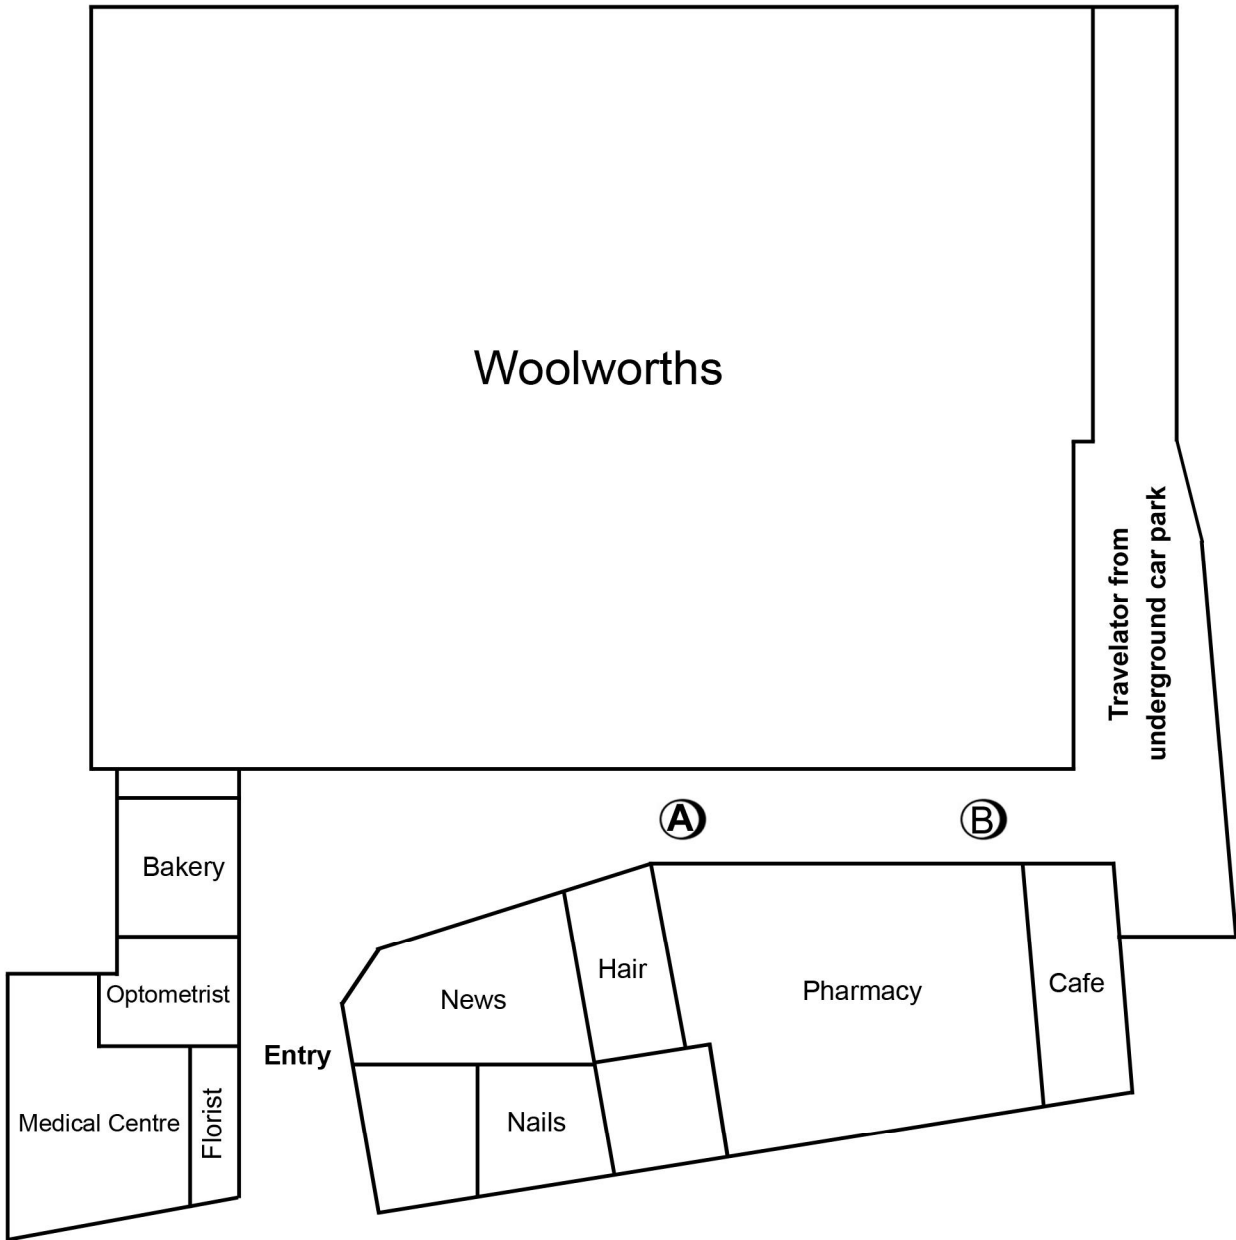 Woolworths
Travelator from
underground car park
A
B
Bakery
Hair
Optometrist
News
Pharmacy
Cafe
Entry
Medical Centre
Florist
Nails